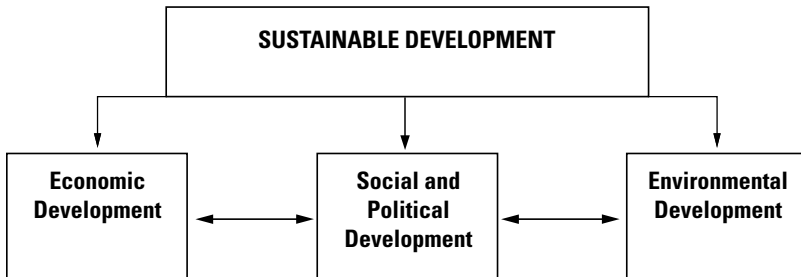 SUSTAINABLE DEVELOPMENT
Economic
Development
Social and
Political
Development
Environmental
Development